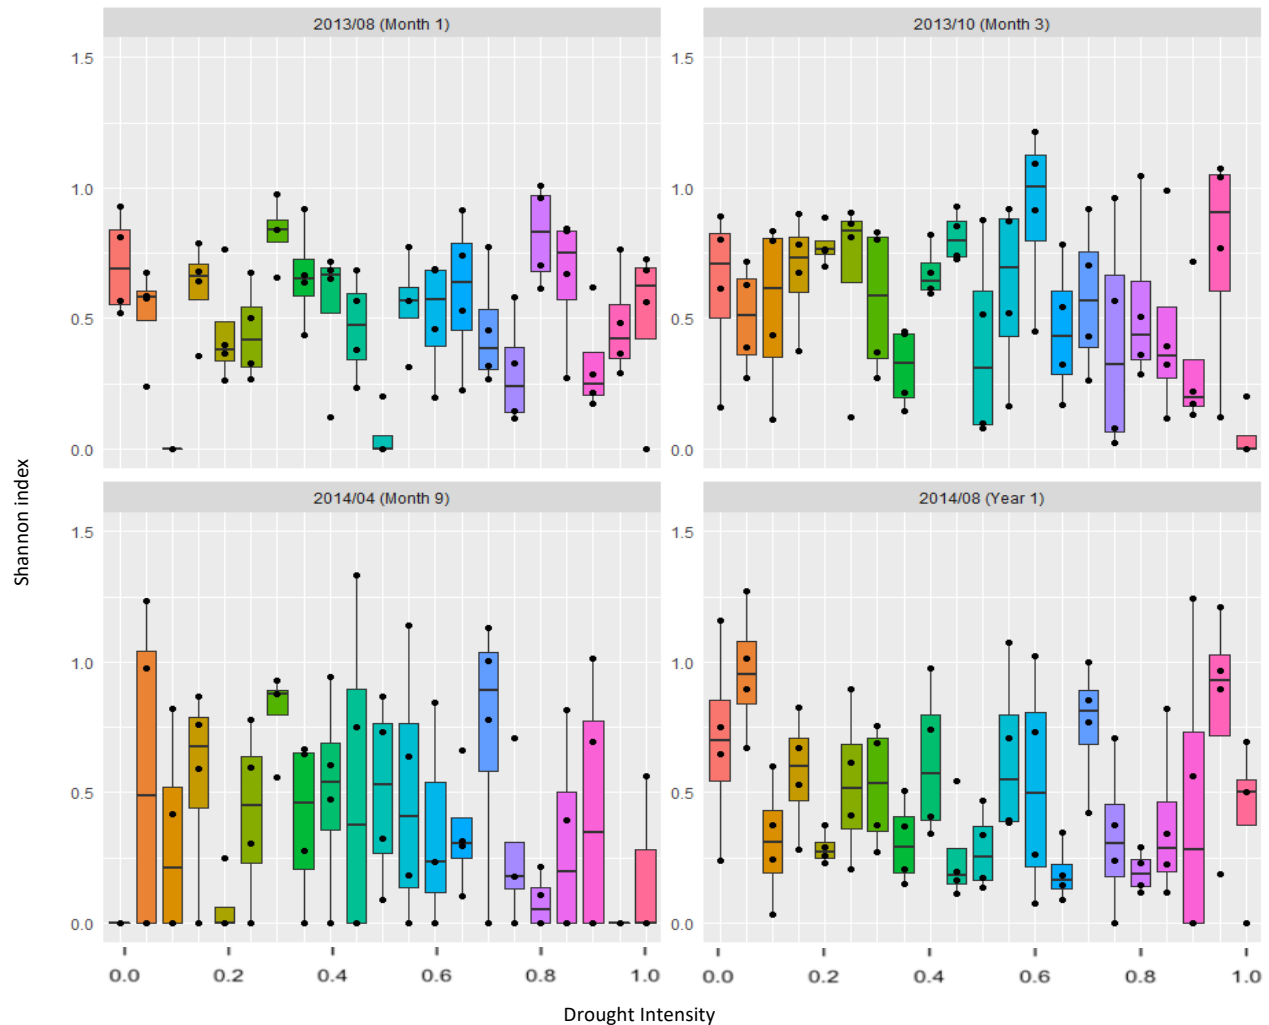 2013/08 (Month 1)
2013/10 (Month 3)
1.5
1.0
0.5
0.0
1.5
1.0
0.5
0.0
2014/04 (Month 9)
2014/08 (Year 1)
1.5
1.0
0.5
0.0
1.5
1.0
0.5
0.0
Shannon index
0.0 0.2 0.4 0.6 0.8 1.0
0.0 0.2 0.4 0.6 0.8 1.0
Drought Intensity